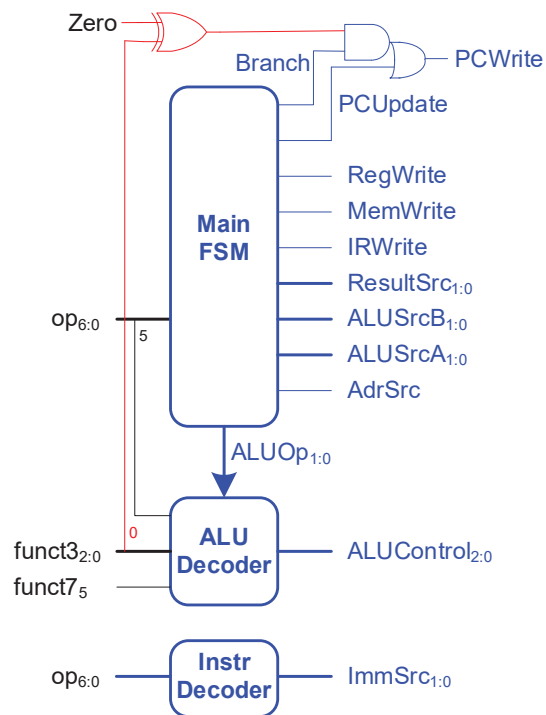 Zero
Branch
PCWrite
PCUpdate
RegWrite
MemWrite
Main
FSM
IRWrite
ResultSrc1:0
op6:0
5
ALUSrcB1:0
ALUSrcA1:0
AdrSrc
ALUOp1:0
0
funct32:0
ALU
Decoder
ALUControl2:0
funct75
op6:0
Instr
Decoder
ImmSrc1:0